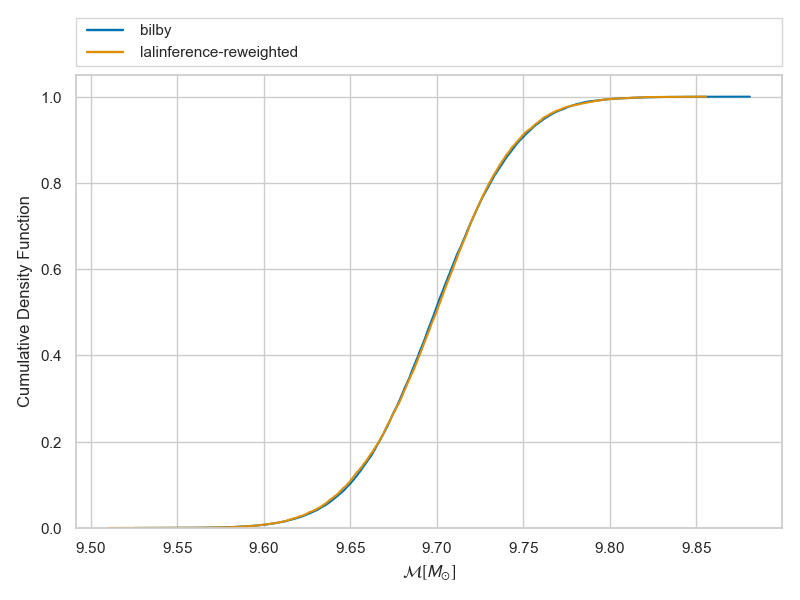 bilby
lalinference-reweighted
Cumulative Density Function
1.0
0.8
0.6
0.4
0.2
0.0
9.50 9.55 9.60 9.65 9.70 9.75 9.80 9.85
ℳ[M⊙]